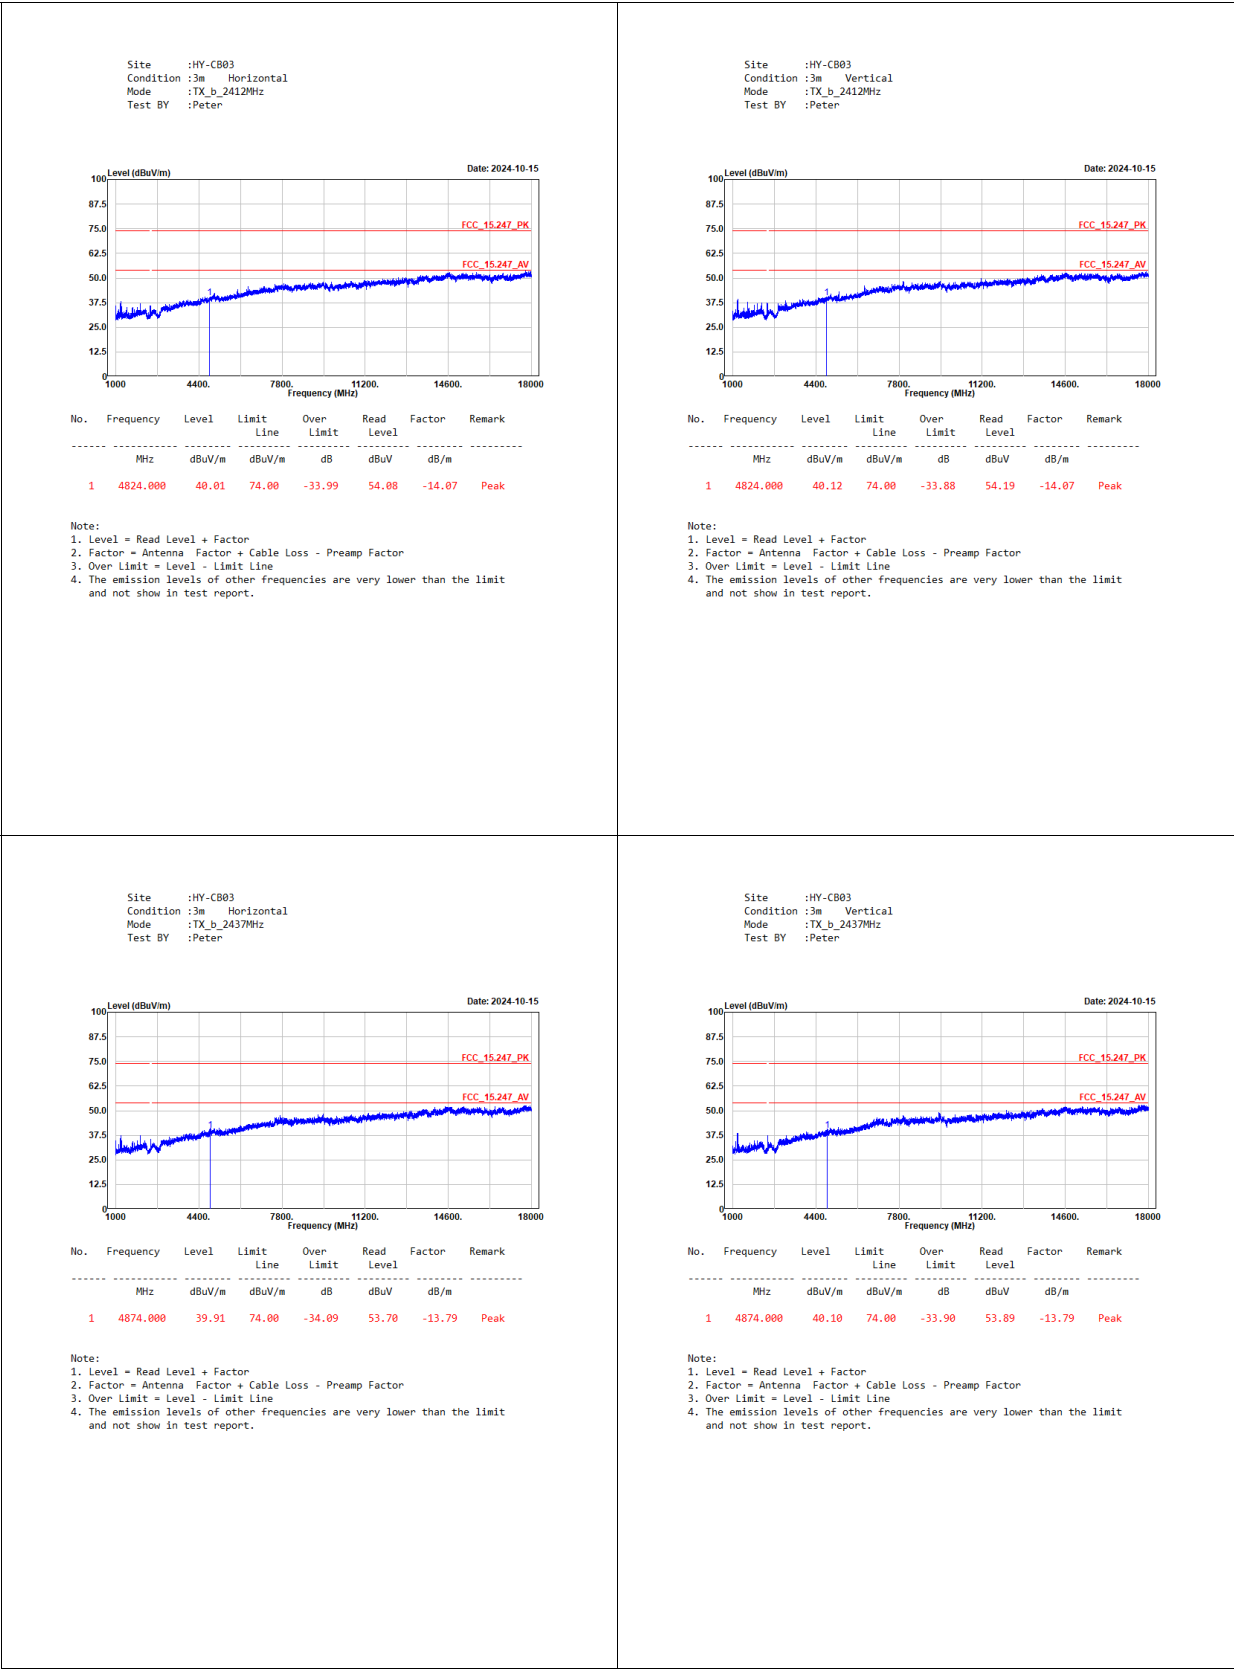 Site      :HY-CB03
Condition :3m    Horizontal
Mode      :TX_b_2412MHz
Test BY   :Peter
Level (dBuV/m)
Date: 2024-10-15
100
87.5
75.0
62.5
50.0
37.5
25.0
12.5
0
FCC_15.247_PK
FCC_15.247_AV
1
1000 4400. 7800. 11200. 14600. 18000
Frequency (MHz)
No. Frequency Level Limit Over Read Factor Remark
Line Limit Level
------ ----------- -------- --------- --------- -------- -------- ---------
MHz dBuV/m dBuV/m dB dBuV dB/m
1 4824.000 40.01 74.00 -33.99 54.08 -14.07 Peak
Note:
1. Level = Read Level + Factor
2. Factor = Antenna  Factor + Cable Loss - Preamp Factor
3. Over Limit = Level - Limit Line
4. The emission levels of other frequencies are very lower than the limit
and not show in test report.
Site      :HY-CB03
Condition :3m    Vertical
Mode      :TX_b_2412MHz
Test BY   :Peter
Level (dBuV/m)
Date: 2024-10-15
100
87.5
75.0
62.5
50.0
37.5
25.0
12.5
0
FCC_15.247_PK
FCC_15.247_AV
1
1000 4400. 7800. 11200. 14600. 18000
Frequency (MHz)
No. Frequency Level Limit Over Read Factor Remark
Line Limit Level
------ ----------- -------- --------- --------- -------- -------- ---------
MHz dBuV/m dBuV/m dB dBuV dB/m
1 4824.000 40.12 74.00 -33.88 54.19 -14.07 Peak
Note:
1. Level = Read Level + Factor
2. Factor = Antenna  Factor + Cable Loss - Preamp Factor
3. Over Limit = Level - Limit Line
4. The emission levels of other frequencies are very lower than the limit
and not show in test report.
Site      :HY-CB03
Condition :3m    Horizontal
Mode      :TX_b_2437MHz
Test BY   :Peter
Level (dBuV/m)
Date: 2024-10-15
100
87.5
75.0
62.5
50.0
37.5
25.0
12.5
0
FCC_15.247_PK
FCC_15.247_AV
1
1000 4400. 7800. 11200. 14600. 18000
Frequency (MHz)
No. Frequency Level Limit Over Read Factor Remark
Line Limit Level
------ ----------- -------- --------- --------- -------- -------- ---------
MHz dBuV/m dBuV/m dB dBuV dB/m
1 4874.000 39.91 74.00 -34.09 53.70 -13.79 Peak
Note:
1. Level = Read Level + Factor
2. Factor = Antenna  Factor + Cable Loss - Preamp Factor
3. Over Limit = Level - Limit Line
4. The emission levels of other frequencies are very lower than the limit
and not show in test report.
Site      :HY-CB03
Condition :3m    Vertical
Mode      :TX_b_2437MHz
Test BY   :Peter
Level (dBuV/m)
Date: 2024-10-15
100
87.5
75.0
62.5
50.0
37.5
25.0
12.5
0
FCC_15.247_PK
FCC_15.247_AV
1
1000 4400. 7800. 11200. 14600. 18000
Frequency (MHz)
No. Frequency Level Limit Over Read Factor Remark
Line Limit Level
------ ----------- -------- --------- --------- -------- -------- ---------
MHz dBuV/m dBuV/m dB dBuV dB/m
1 4874.000 40.10 74.00 -33.90 53.89 -13.79 Peak
Note:
1. Level = Read Level + Factor
2. Factor = Antenna  Factor + Cable Loss - Preamp Factor
3. Over Limit = Level - Limit Line
4. The emission levels of other frequencies are very lower than the limit
and not show in test report.